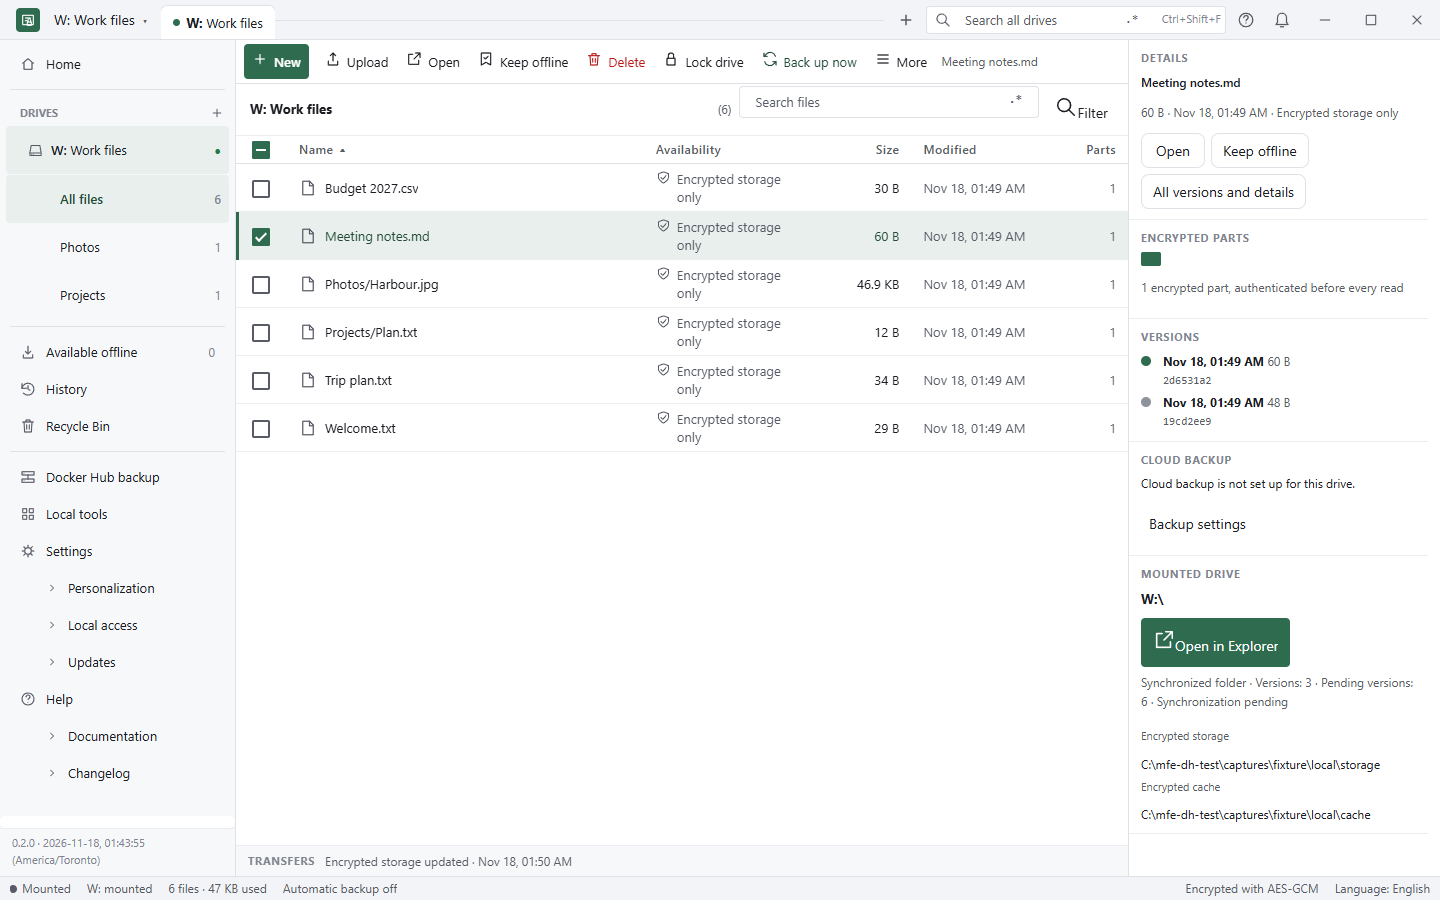 W: Work files
W: Work files
Search all drives .* Ctrl+Shift+F
Home
DRIVES
W: Work files
All files 6
Photos 1
Projects 1
Available offline 0
History
Recycle Bin
Docker Hub backup
Local tools
Settings
Personalization
Local access
Updates
Help
Documentation
Changelog
0.2.0 · 2026-11-18, 01:43:55
(America/Toronto)
New Upload Open Keep offline Delete Lock drive Back up now More Meeting notes.md
W: Work files (6) Search files .* Filter
Name Availability Size Modified Parts
Budget 2027.csv Encrypted storage only 30 B Nov 18, 01:49 AM 1
Meeting notes.md Encrypted storage only 60 B Nov 18, 01:49 AM 1
Photos/Harbour.jpg Encrypted storage only 46.9 KB Nov 18, 01:49 AM 1
Projects/Plan.txt Encrypted storage only 12 B Nov 18, 01:49 AM 1
Trip plan.txt Encrypted storage only 34 B Nov 18, 01:49 AM 1
Welcome.txt Encrypted storage only 29 B Nov 18, 01:49 AM 1
TRANSFERS Encrypted storage updated · Nov 18, 01:50 AM
DETAILS
Meeting notes.md
60 B · Nov 18, 01:49 AM · Encrypted storage only
Open Keep offline
All versions and details
ENCRYPTED PARTS
1 encrypted part, authenticated before every read
VERSIONS
Nov 18, 01:49 AM 60 B
2d6531a2
Nov 18, 01:49 AM 48 B
19cd2ee9
CLOUD BACKUP
Cloud backup is not set up for this drive.
Backup settings
MOUNTED DRIVE
W:\
Open in Explorer
Synchronized folder · Versions: 3 · Pending versions:
6 · Synchronization pending
Encrypted storage
C:\mfe-dh-test\captures\fixture\local\storage
Encrypted cache
C:\mfe-dh-test\captures\fixture\local\cache
Mounted W: mounted 6 files · 47 KB used Automatic backup off Encrypted with AES-GCM Language: English